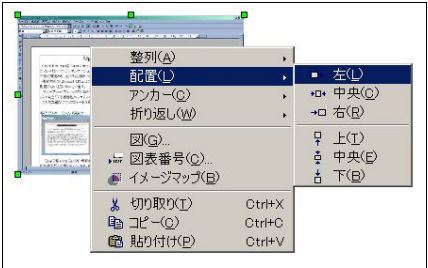 整列(A)
配置(L)
アンカー(C)
折り返し(W)
図(G)...
図表番号(C)...
イメージマップ(E)
切り取り(T) Ctrl+X
コピー(C) Ctrl+C
貼り付け(P) Ctrl+V
左(L)
中央(C)
右(R)
上(T)
中央(E)
下(B)